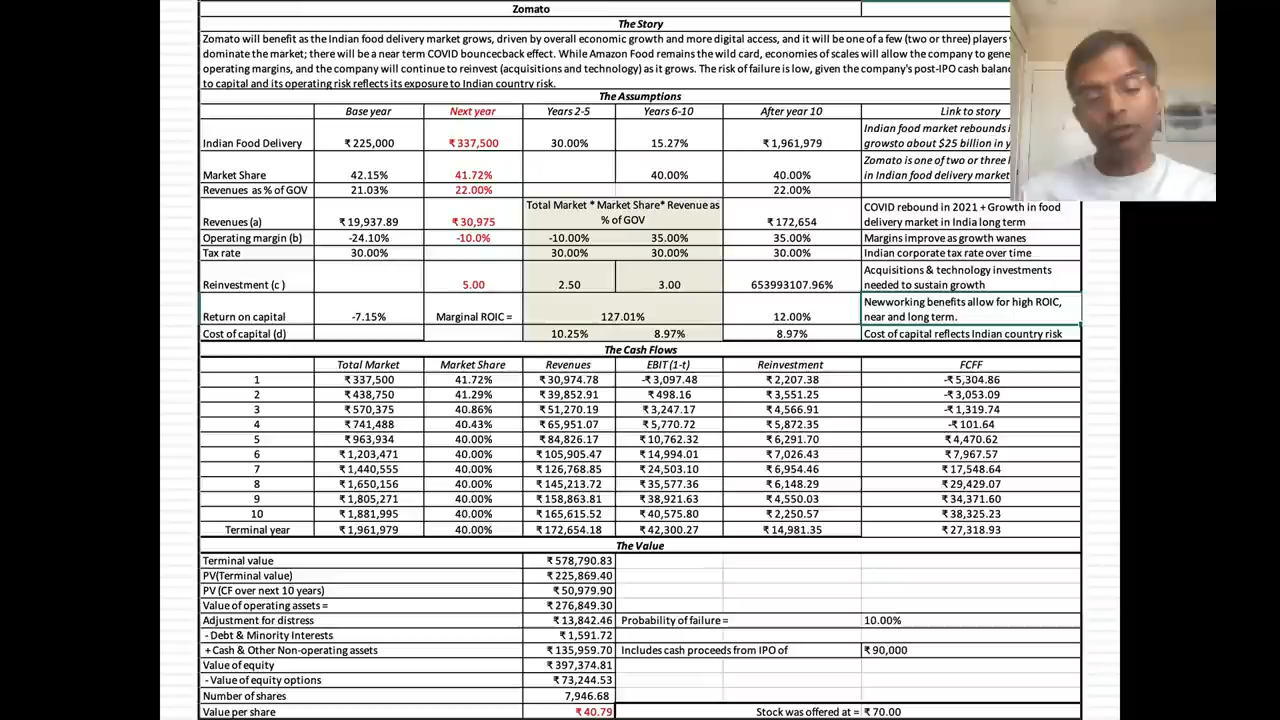 Zomato
The Story
Zomato will benefit as the Indian food delivery market grows, driven by overall economic growth and more digital access, and it will be one of a few (two or three) players
dominate the market; there will be a near term COVID bouncecback effect. While Amazon Food remains the wild card, economies of scales will allow the company to gene
operating margins, and the company will continue to reinvest (acquisitions and technology) as it grows. The risk of failure is low, given the company's post-IPO cash balan
to capital and its operating risk reflects its exposure to Indian country risk.
The Assumptions
Base year Next year Years 2-5 Years 6-10 After year 10 Link to story
Indian Food Delivery ₹ 225,000 ₹ 337,500 30.00% 15.27% ₹ 1,961,979 Indian food market rebounds i
growsto about $25 billion in y
Market Share 42.15% 41.72% 40.00% 40.00% Zomato is one of two or three
in Indian food delivery market
Revenues as % of GOV 21.03% 22.00% 22.00%
Revenues (a) ₹ 19,937.89 ₹ 30,975 Total Market * Market Share* Revenue as
% of GOV ₹ 172,654 COVID rebound in 2021 + Growth in food
delivery market in India long term
Operating margin (b) -24.10% -10.0% -10.00% 35.00% 35.00% Margins improve as growth wanes
Tax rate 30.00% 30.00% 30.00% 30.00% Indian corporate tax rate over time
Reinvestment (c ) 5.00 2.50 3.00 653993107.96% Acquisitions & technology investments
needed to sustain growth
Return on capital -7.15% Marginal ROIC = 127.01% 12.00% Newworking benefits allow for high ROIC,
near and long term.
Cost of capital (d) 10.25% 8.97% 8.97% Cost of capital reflects Indian country risk
The Cash Flows
Total Market Market Share Revenues EBIT (1-t) Reinvestment FCFF
1 ₹ 337,500 41.72% ₹ 30,974.78 -₹ 3,097.48 ₹ 2,207.38 -₹ 5,304.86
2 ₹ 438,750 41.29% ₹ 39,852.91 ₹ 498.16 ₹ 3,551.25 -₹ 3,053.09
3 ₹ 570,375 40.86% ₹ 51,270.19 ₹ 3,247.17 ₹ 4,566.91 -₹ 1,319.74
4 ₹ 741,488 40.43% ₹ 65,951.07 ₹ 5,770.72 ₹ 5,872.35 -₹ 101.64
5 ₹ 963,934 40.00% ₹ 84,826.17 ₹ 10,762.32 ₹ 6,291.70 ₹ 4,470.62
6 ₹ 1,203,471 40.00% ₹ 105,905.47 ₹ 14,994.01 ₹ 7,026.43 ₹ 7,967.57
7 ₹ 1,440,555 40.00% ₹ 126,768.85 ₹ 24,503.10 ₹ 6,954.46 ₹ 17,548.64
8 ₹ 1,650,156 40.00% ₹ 145,213.72 ₹ 35,577.36 ₹ 6,148.29 ₹ 29,429.07
9 ₹ 1,805,271 40.00% ₹ 158,863.81 ₹ 38,921.63 ₹ 4,550.03 ₹ 34,371.60
10 ₹ 1,881,995 40.00% ₹ 165,615.52 ₹ 40,575.80 ₹ 2,250.57 ₹ 38,325.23
Terminal year ₹ 1,961,979 40.00% ₹ 172,654.18 ₹ 42,300.27 ₹ 14,981.35 ₹ 27,318.93
The Value
Terminal value ₹ 578,790.83
PV(Terminal value) ₹ 225,869.40
PV (CF over next 10 years) ₹ 50,979.90
Value of operating assets = ₹ 276,849.30
Adjustment for distress ₹ 13,842.46 Probability of failure = 10.00%
- Debt & Minority Interests ₹ 1,591.72
+ Cash & Other Non-operating assets ₹ 135,959.70 Includes cash proceeds from IPO of ₹ 90,000
Value of equity ₹ 397,374.81
- Value of equity options ₹ 73,244.53
Number of shares 7,946.68
Value per share ₹ 40.79 Stock was offered at = ₹ 70.00